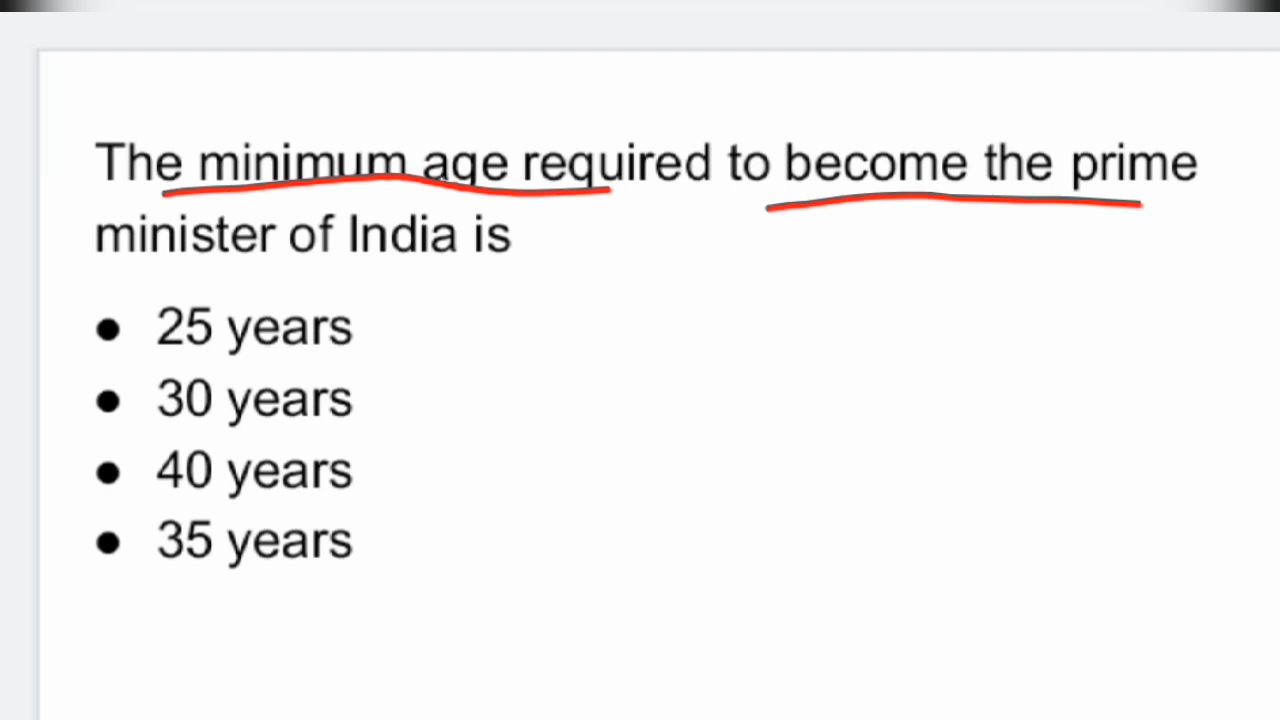 The minimum age required to become the prime
minister of India is
● 25 years
● 30 years
● 40 years
● 35 years